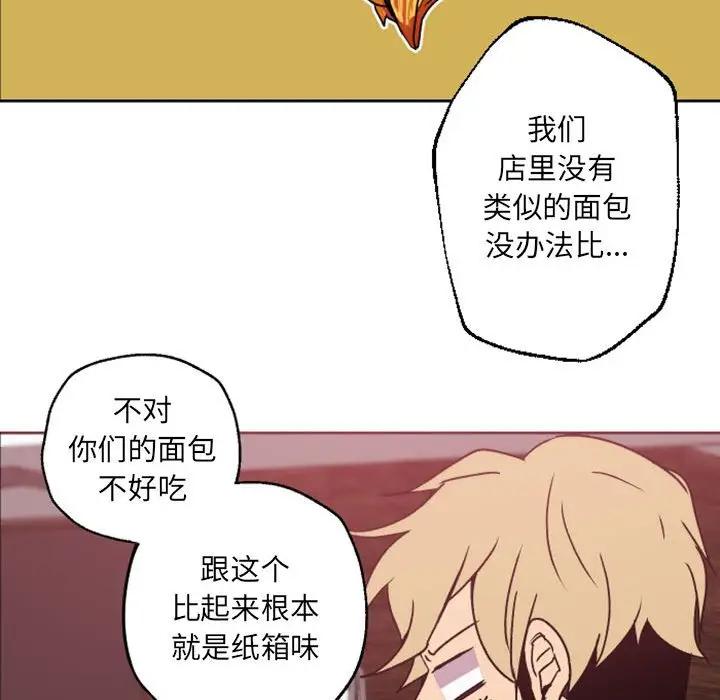 我们
店里没有
类似的面包
没办法比…
不对
你们的面包
不好吃
跟这个
比起来根本
就是纸箱味